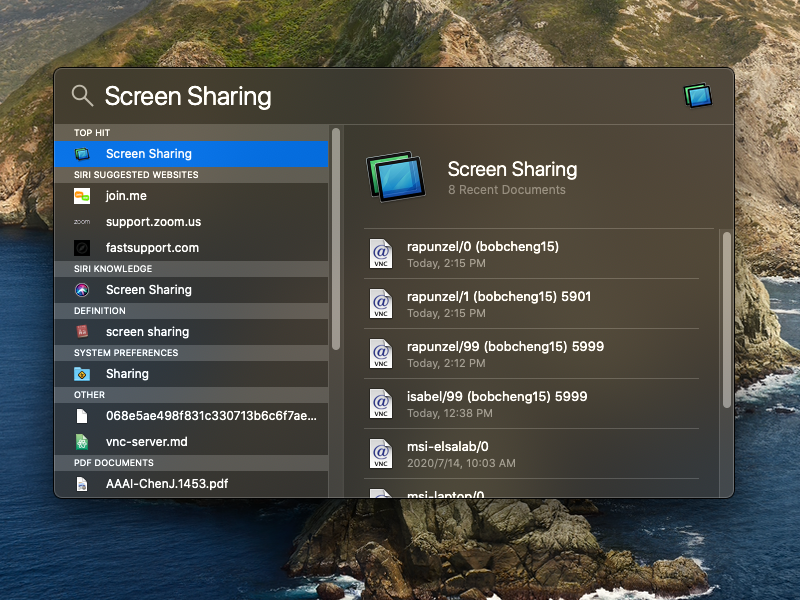 Screen Sharing
TOP HIT
Screen Sharing
SIRI SUGGESTED WEBSITES
join.me
zoom support.zoom.us
fastsupport.com
SIRI KNOWLEDGE
Screen Sharing
DEFINITION
screen sharing
SYSTEM PREFERENCES
Sharing
OTHER
068e5ae498f831c330713b6c6f7ae...
vnc-server.md
PDF DOCUMENTS
AAAI-ChenJ.1453.pdf
Screen Sharing
8 Recent Documents
VNC
rapunzel/0 (bobcheng15)
Today, 2:15 PM
VNC
rapunzel/1 (bobcheng15) 5901
Today, 2:15 PM
VNC
rapunzel/99 (bobcheng15) 5999
Today, 2:12 PM
VNC
isabel/99 (bobcheng15) 5999
Today, 12:38 PM
VNC
msi-elsalab/0
2020/7/14, 10:03 AM
msi-laptop/0